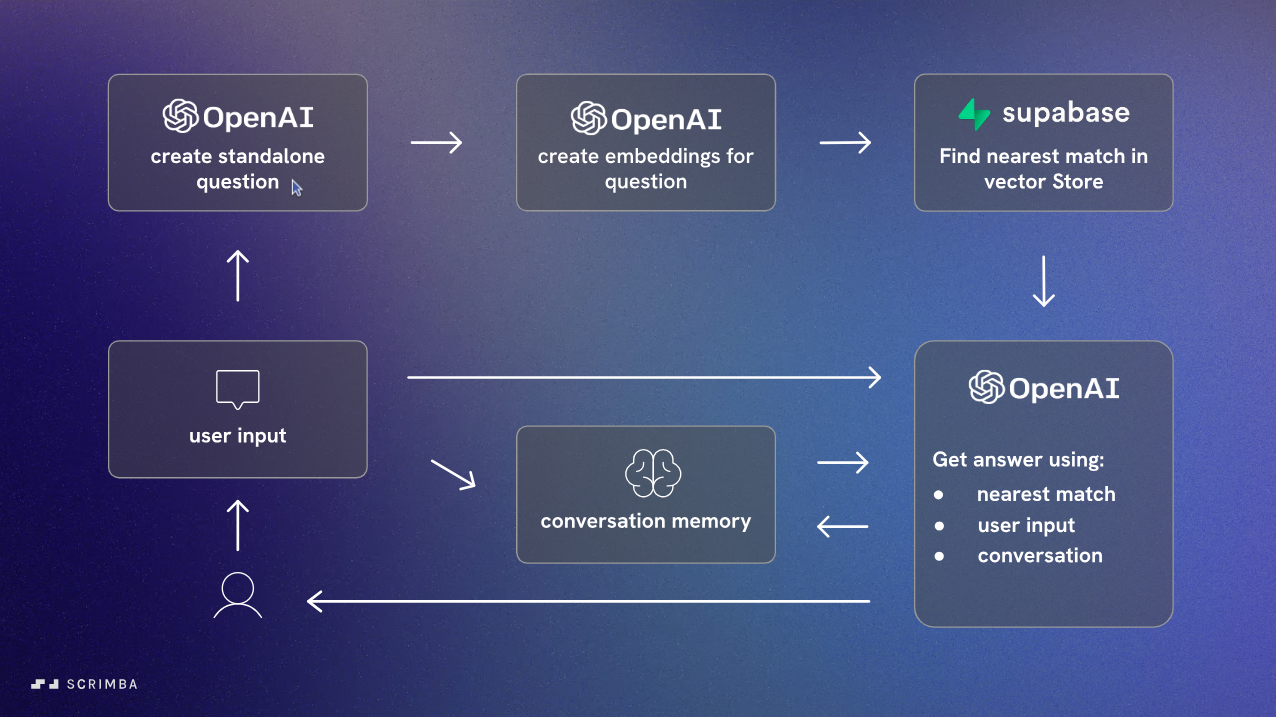 OpenAI
create standalone
question
OpenAI
create embeddings for
question
supabase
Find nearest match in
vector Store
user input
conversation memory
OpenAI
Get answer using:
● nearest match
● user input
● conversation
SCRIMBA